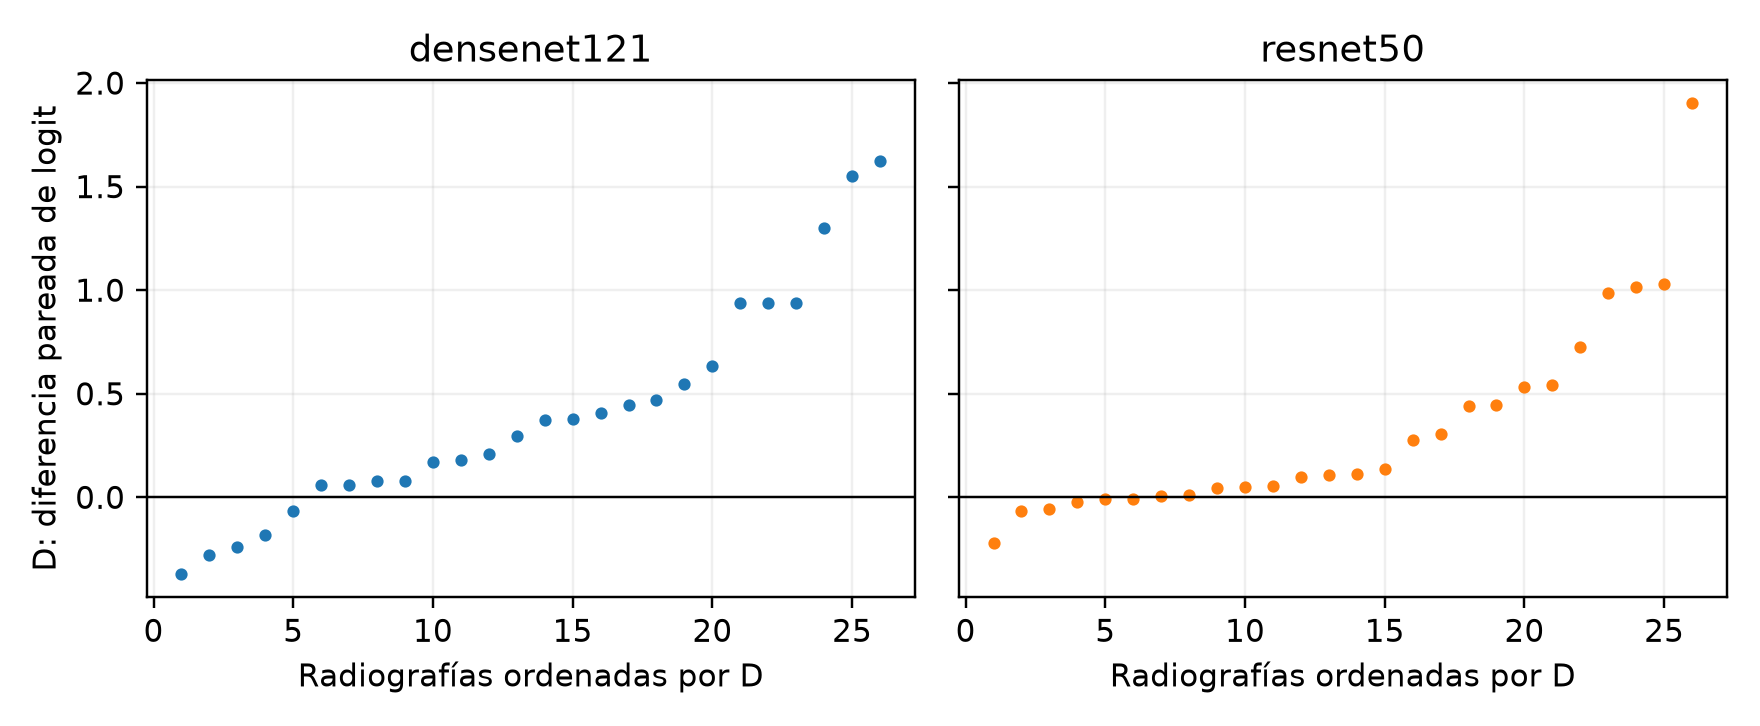 densenet121
resnet50
D: diferencia pareada de logit
2.0
1.5
1.0
0.5
0.0
0 5 10 15 20 25
0 5 10 15 20 25
Radiografías ordenadas por D
Radiografías ordenadas por D